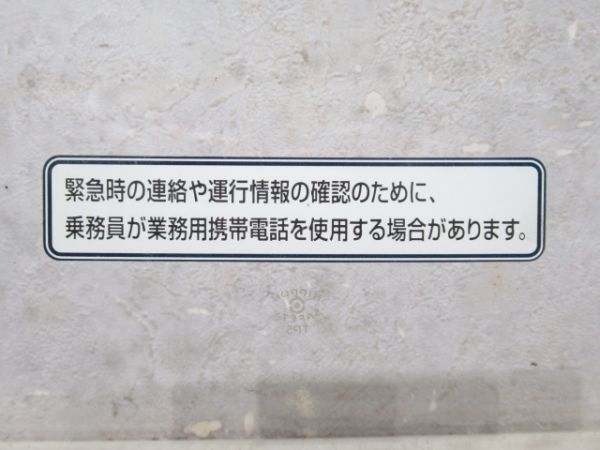 緊急時の連絡や運行情報の確認のために、
乗務員が業務用携帯電話を使用する場合があります。